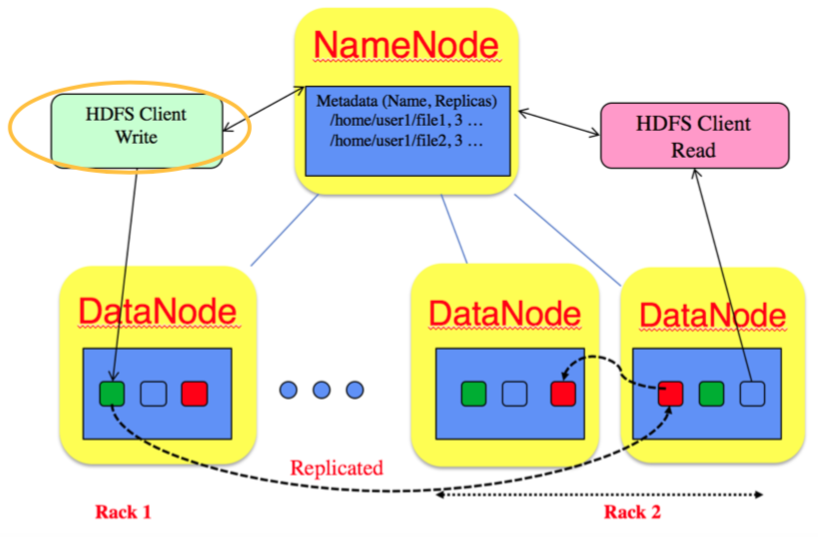 NameNode
Metadata (Name, Replicas)
/home/user1/file1, 3 ...
/home/user1/file2, 3 ...
HDFS Client
Write
HDFS Client
Read
DataNode
DataNode
DataNode
Replicated
Rack 1
Rack 2